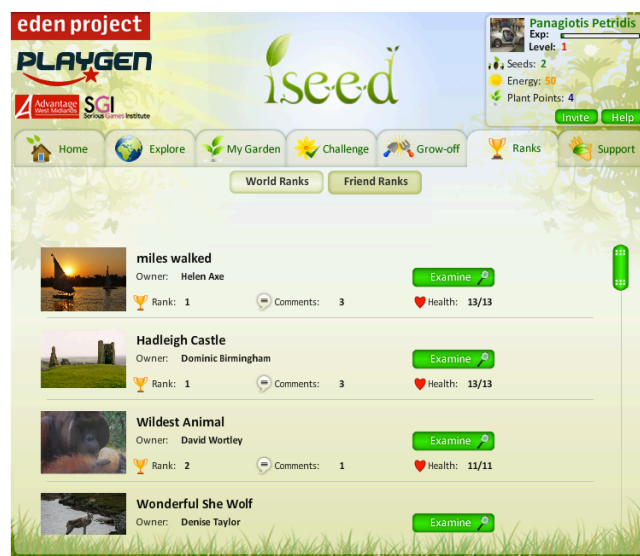 eden project
PLAYGEN
Advantage
West Midlands
SGI
Serious Games Institute
iseed
Panagiotis Petridis
Exp:
Level: 1
Seeds: 2
Energy: 50
Plant Points: 4
Invite Help
Home Explore My Garden Challenge Grow-off Ranks Support
World Ranks Friend Ranks
miles walked
Owner: Helen Axe Examine
Rank: 1 Comments: 3 Health: 13/13
Hadleigh Castle
Owner: Dominic Birmingham Examine
Rank: 1 Comments: 3 Health: 13/13
Wildest Animal
Owner: David Wortley Examine
Rank: 2 Comments: 1 Health: 11/11
Wonderful She Wolf
Owner: Denise Taylor Examine